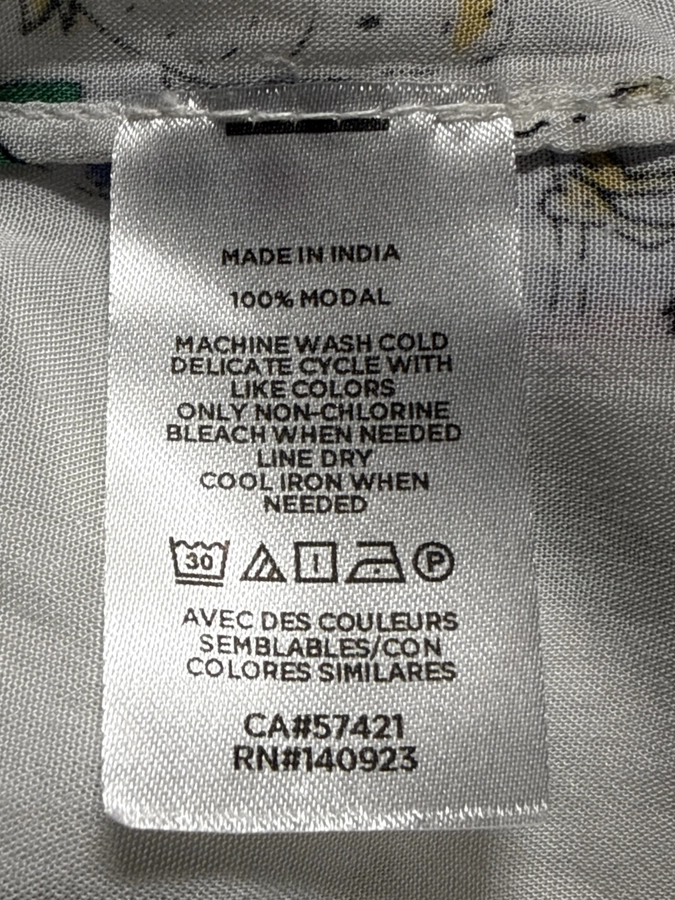 MADE IN INDIA
100% MODAL
MACHINE WASH COLD
DELICATE CYCLE WITH
LIKE COLORS
ONLY NON-CHLORINE
BLEACH WHEN NEEDED
LINE DRY
COOL IRON WHEN
NEEDED
30 P
AVEC DES COULEURS
SEMBLABLES/CON
COLORES SIMILARES
CA#57421
RN#140923